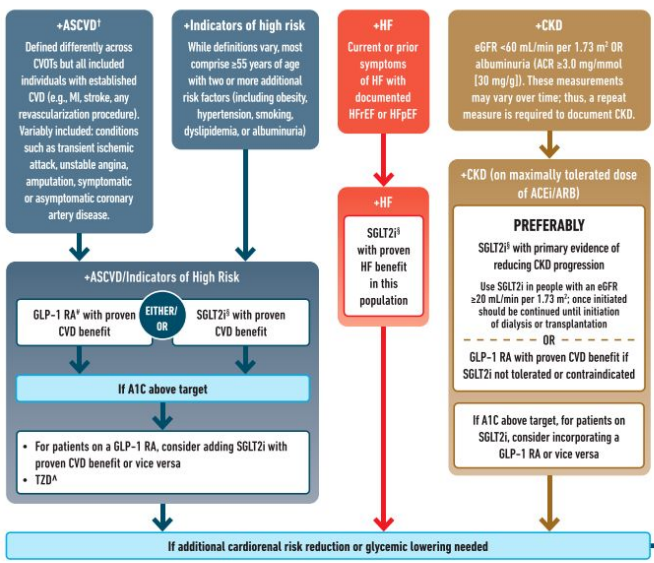 +ASCVD†
Defined differently across
CVOTs but all included
individuals with established
CVD (e.g., MI, stroke, any
revascularization procedure).
Variably included: conditions
such as transient ischemic
attack, unstable angina,
amputation, symptomatic
or asymptomatic coronary
artery disease.
+Indicators of high risk
While definitions vary, most
comprise ≥55 years of age
with two or more additional
risk factors (including obesity,
hypertension, smoking,
dyslipidemia, or albuminuria)
+HF
Current or prior
symptoms
of HF with
documented
HFrEF or HFpEF
+CKD
eGFR <60 mL/min per 1.73 m² OR
albuminuria (ACR ≥3.0 mg/mmol
[30 mg/g]). These measurements
may vary over time; thus, a repeat
measure is required to document CKD.
+ASCVD/Indicators of High Risk
GLP-1 RA# with proven
CVD benefit
EITHER/
OR
SGLT2i§ with proven
CVD benefit
If A1C above target
• For patients on a GLP-1 RA, consider adding SGLT2i with
proven CVD benefit or vice versa
• TZD^
+HF
SGLT2i§
with proven
HF benefit
in this
population
+CKD (on maximally tolerated dose
of ACEi/ARB)
PREFERABLY
SGLT2i§ with primary evidence of
reducing CKD progression
Use SGLT2i in people with an eGFR
≥20 mL/min per 1.73 m²; once initiated
should be continued until initiation
of dialysis or transplantation
OR
GLP-1 RA with proven CVD benefit if
SGLT2i not tolerated or contraindicated
If A1C above target, for patients on
SGLT2i, consider incorporating a
GLP-1 RA or vice versa
If additional cardiorenal risk reduction or glycemic lowering needed